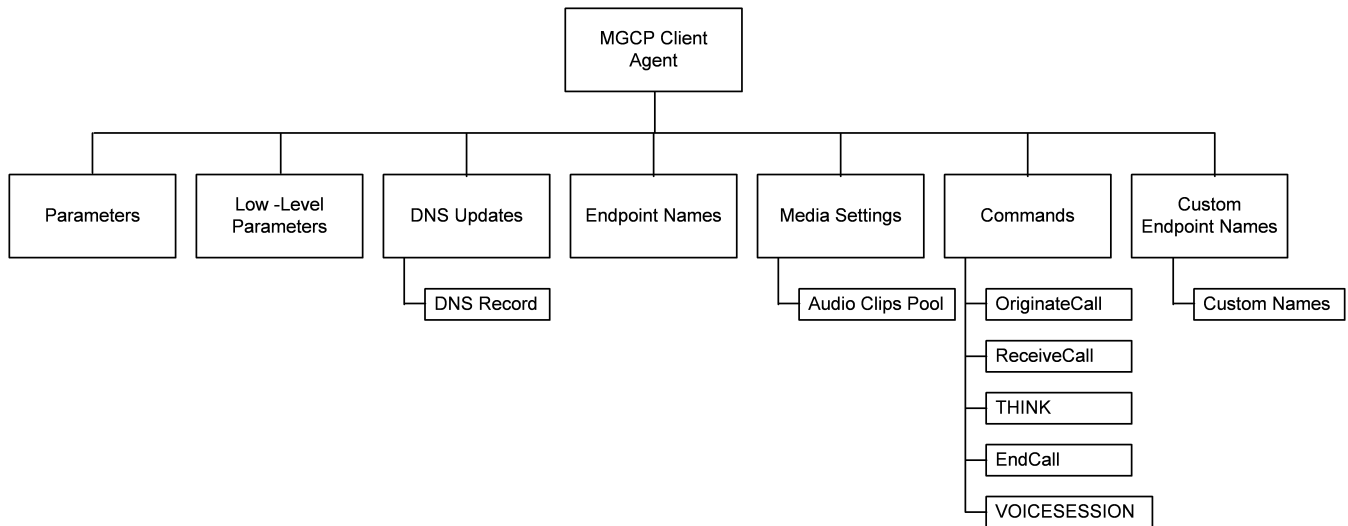 MGCP Client
Agent
Parameters
Low -Level
Parameters
DNS Updates
Endpoint Names
Media Settings
Commands
Custom
Endpoint Names
DNS Record
Audio Clips Pool
OriginateCall
ReceiveCall
THINK
EndCall
VOICESESSION
Custom Names